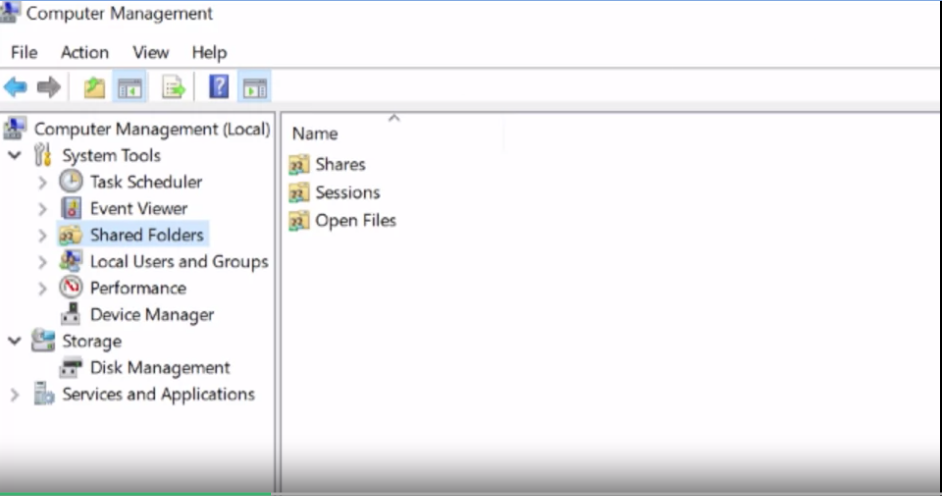 Computer Management
File Action View Help
Computer Management (Local)
System Tools
Task Scheduler
Event Viewer
Shared Folders
Local Users and Groups
Performance
Device Manager
Storage
Disk Management
Services and Applications
Name
Shares
Sessions
Open Files